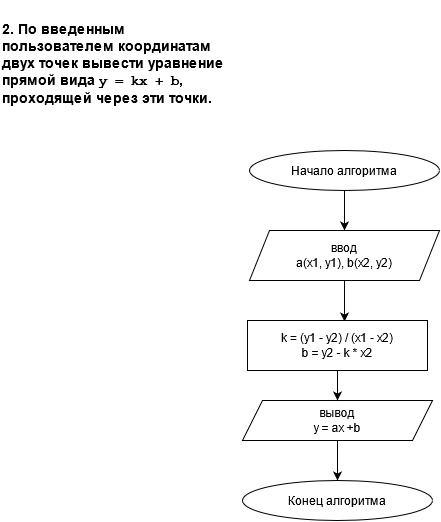 2. По введенным
пользователем координатам
двух точек вывести уравнение
прямой вида y = kx + b,
проходящей через эти точки.
Начало алгоритма
ввод
a(x1, y1), b(x2, y2)
k = (y1 - y2) / (x1 - x2)
b = y2 - k * x2
вывод
y = ax +b
Конец алгоритма